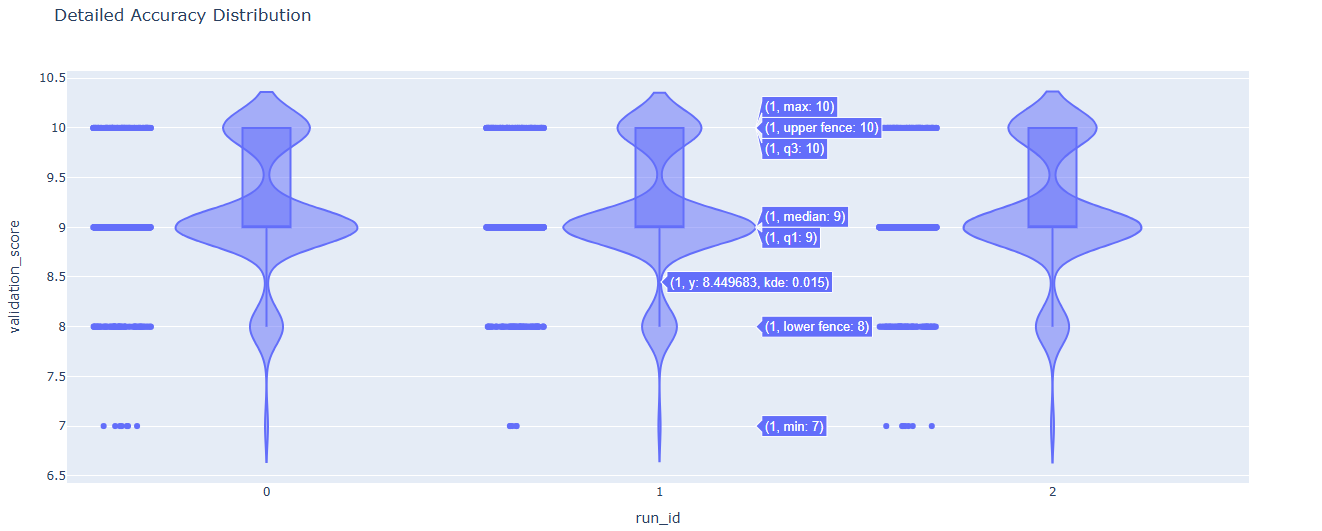 Detailed Accuracy Distribution
10.5
10
9.5
9
8.5
8
7.5
7
6.5
validation_score
(1, max: 10)
(1, upper fence: 10)
(1, q3: 10)
(1, median: 9)
(1, q1: 9)
(1, y: 8.449683, kde: 0.015)
(1, lower fence: 8)
(1, min: 7)
0
1
2
run_id